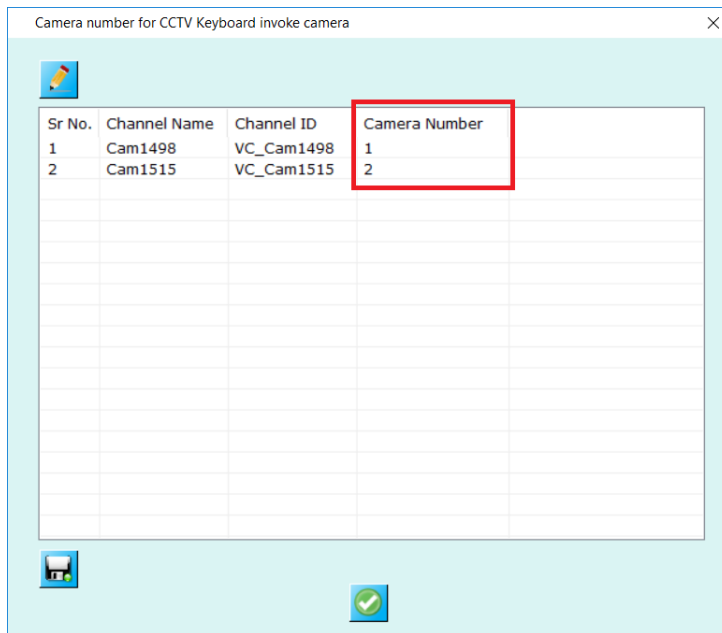 Camera number for CCTV Keyboard invoke camera
Sr No. Channel Name Channel ID Camera Number
1 Cam1498 VC_Cam1498 1
2 Cam1515 VC_Cam1515 2